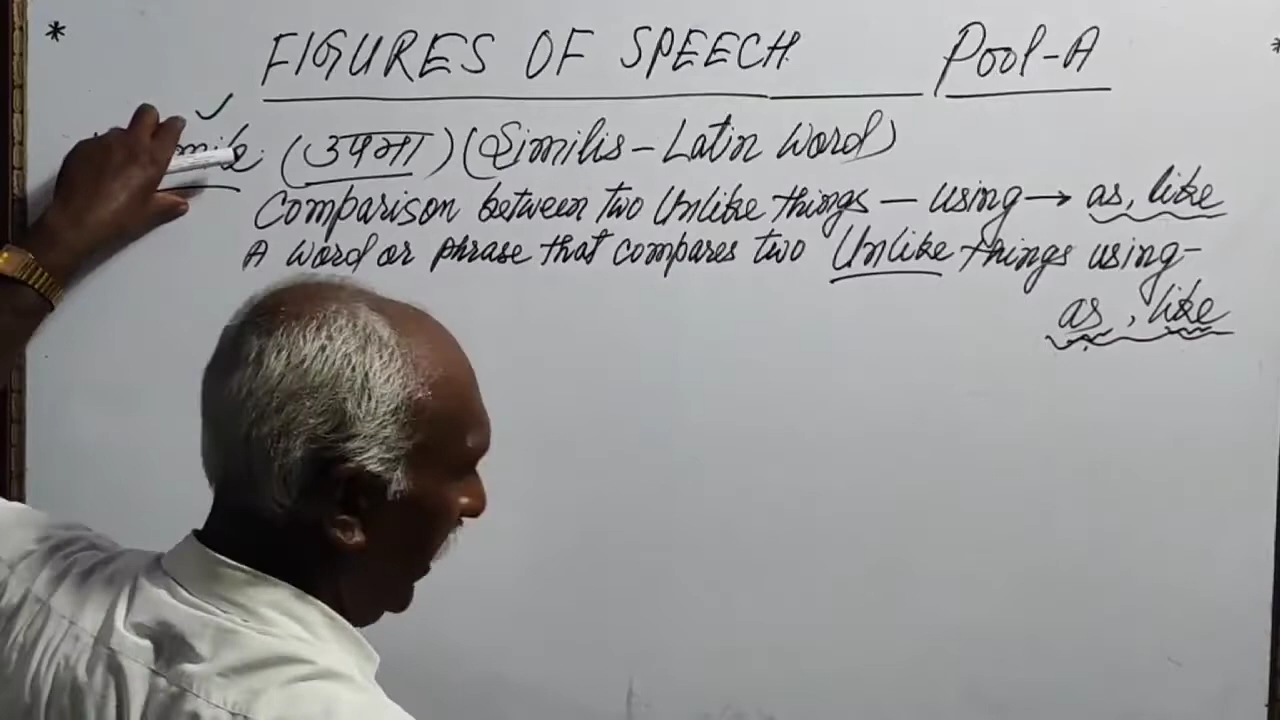 * FIGURES OF SPEECH Pool-A *
(उपमा) (Similis - Latin Word)
Comparison between two Unlike things - using → as, like
A word or phrase that compares two Unlike things using-
as, like